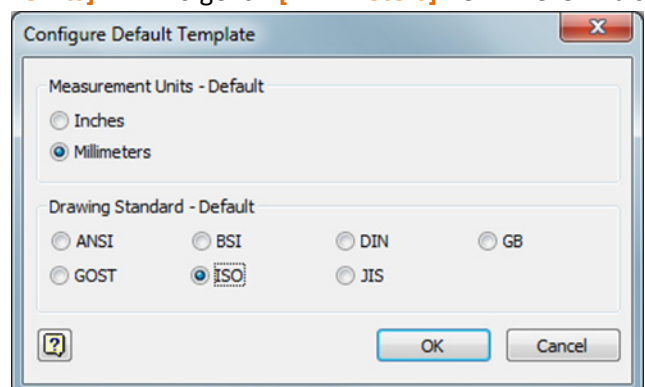 Configure Default Template
Measurement Units - Default
Inches
Millimeters
Drawing Standard - Default
ANSI BSI DIN GB
GOST ISO JIS
OK Cancel